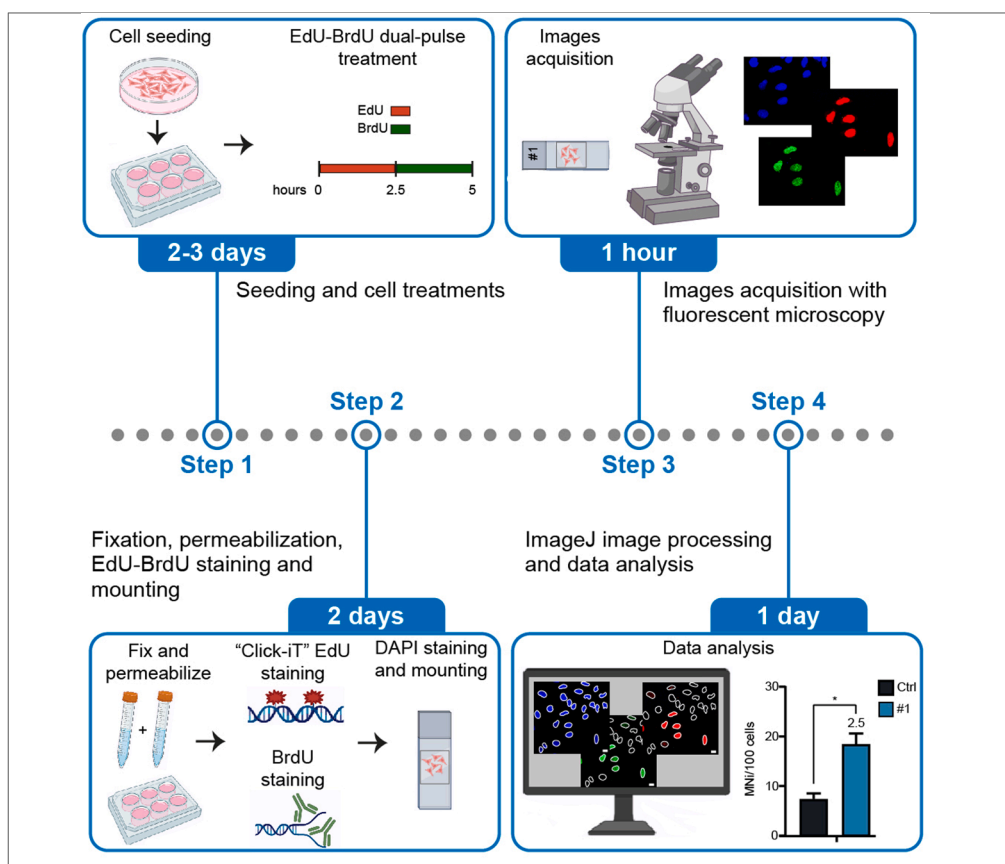 Cell seeding
EdU-BrdU dual-pulse
treatment
EdU
BrdU
hours 0 2.5 5
2-3 days
Seeding and cell treatments
Images
acquisition
#1
1 hour
Images acquisition with
fluorescent microscopy
Step 1
Step 2
Step 3
Step 4
Fixation, permeabilization,
EdU-BrdU staining and
mounting
2 days
Fix and
permeabilize
+
“Click-iT” EdU
staining
BrdU
staining
DAPI staining
and mounting
ImageJ image processing
and data analysis
1 day
Data analysis
MNi/100 cells
30
20
10
0
*
2.5
Ctrl
#1